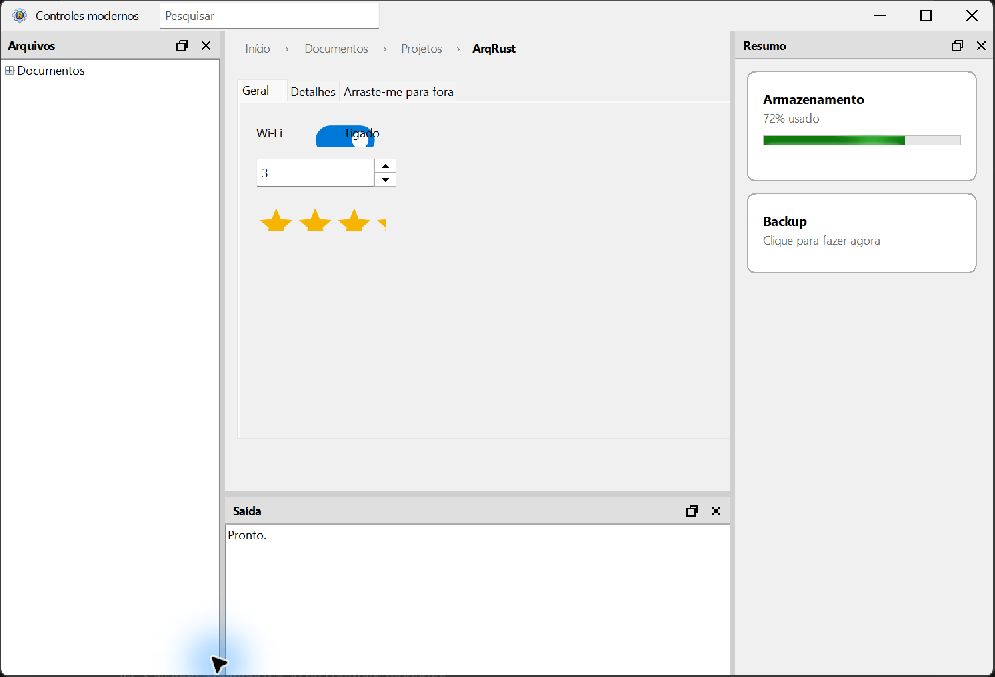 Controles modernos
Pesquisar
Arquivos
Documentos
Início › Documentos › Projetos › ArqRust
Geral
Detalhes
Arraste-me para fora
Wi-Fi
Ligado
3
Saída
Pronto.
Resumo
Armazenamento
72% usado
Backup
Clique para fazer agora